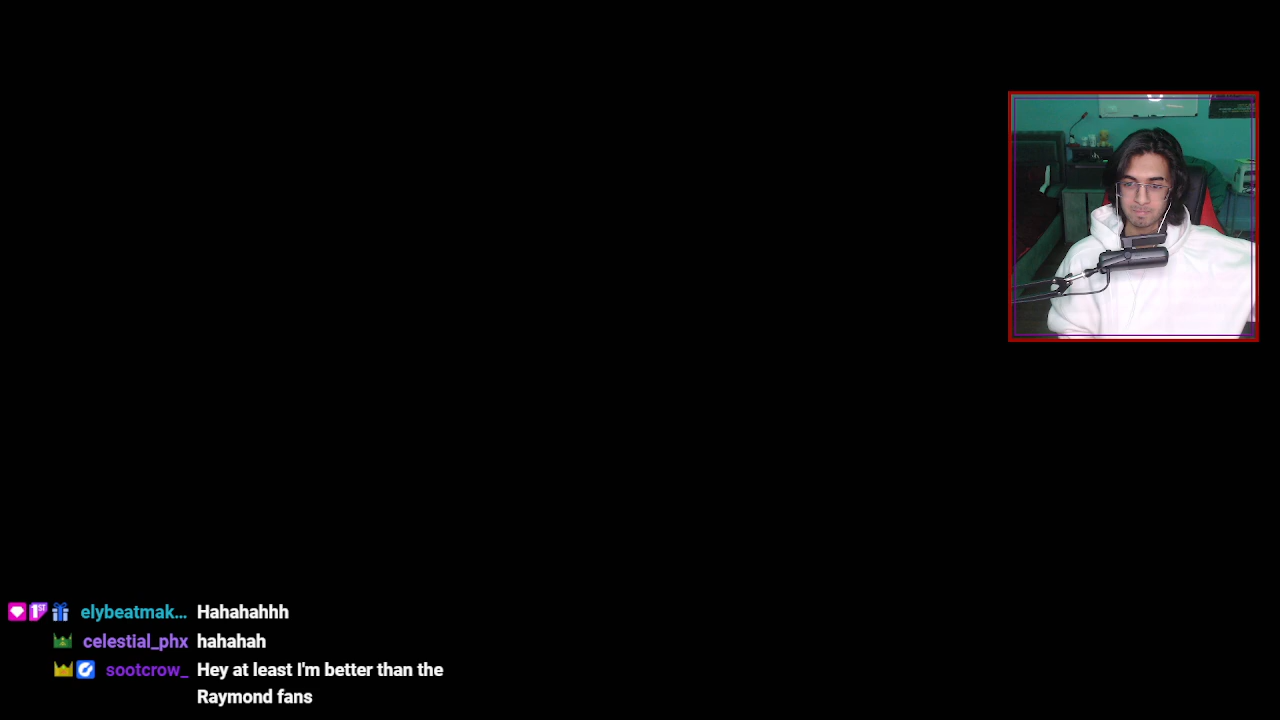 elybeatmak... Hahahahhh
celestial_phx hahahah
sootcrow_ Hey at least I'm better than the
Raymond fans